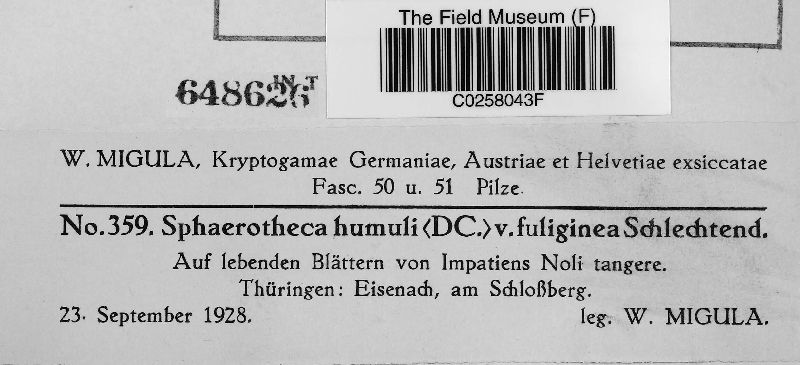 The Field Museum (F)
C0258043F
W. MIGULA, Kryptogamae Germaniae, Austriae et Helvetiae exsiccatae
Fasc. 50 u. 51 Pilze.
No. 359. Sphaerotheca humuli (DC.) v. fuliginea Schlechtend.
Auf lebenden Blättern von Impatiens Noli tangere.
Thüringen: Eisenach, am Schloßberg.
23. September 1928. leg. W. MIGULA.